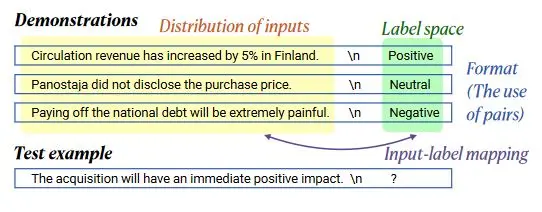 Demonstrations
Distribution of inputs
Label space
Circulation revenue has increased by 5% in Finland. \n Positive
Panostaja did not disclose the purchase price. \n Neutral
Paying off the national debt will be extremely painful. \n Negative
Format
(The use
of pairs)
Test example
Input-label mapping
The acquisition will have an immediate positive impact. \n ?